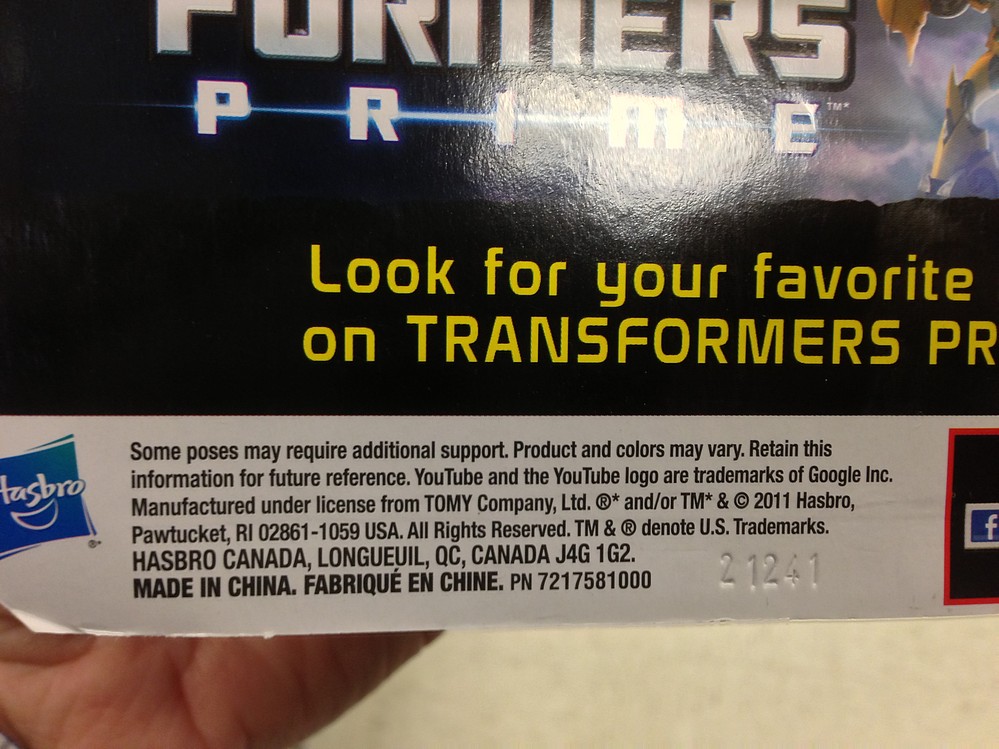 FORMERS
PRIME™*
Look for your favorite
on TRANSFORMERS PR
Hasbro
®*
Some poses may require additional support. Product and colors may vary. Retain this
information for future reference. YouTube and the YouTube logo are trademarks of Google Inc.
Manufactured under license from TOMY Company, Ltd. ®* and/or TM* & © 2011 Hasbro,
Pawtucket, RI 02861-1059 USA. All Rights Reserved. TM & ® denote U.S. Trademarks.
HASBRO CANADA, LONGUEUIL, QC, CANADA J4G 1G2.
MADE IN CHINA. FABRIQUÉ EN CHINE. PN 7217581000
21241
f